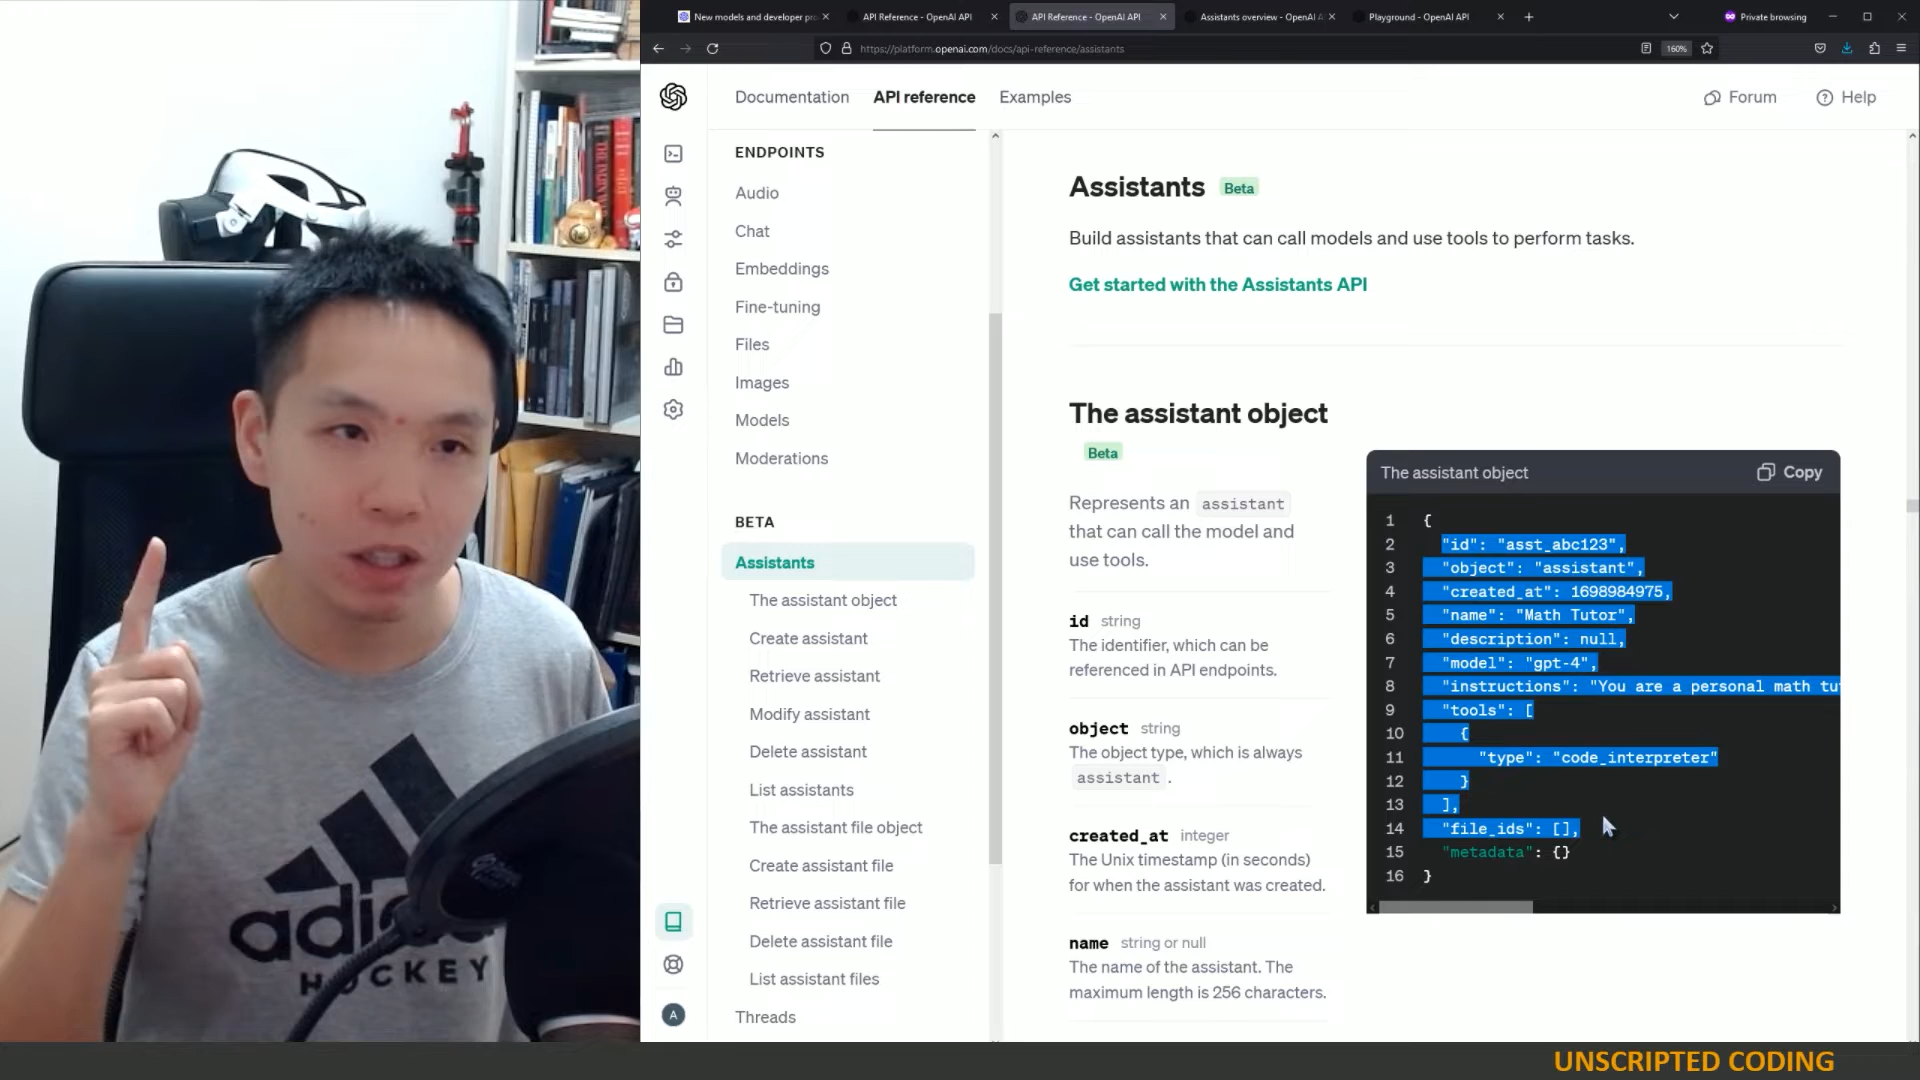 New models and developer pr
API Reference - OpenAI API
API Reference - OpenAI API
Assistants overview - OpenAI A
Playground - OpenAI API
Private browsing
https://platform.openai.com/docs/api-reference/assistants
160%
Documentation
API reference
Examples
Forum
Help
ENDPOINTS
Audio
Chat
Embeddings
Fine-tuning
Files
Images
Models
Moderations
BETA
Assistants
The assistant object
Create assistant
Retrieve assistant
Modify assistant
Delete assistant
List assistants
The assistant file object
Create assistant file
Retrieve assistant file
Delete assistant file
List assistant files
Threads
A
Assistants Beta
Build assistants that can call models and use tools to perform tasks.
Get started with the Assistants API
The assistant object
Beta
Represents an assistant
that can call the model and
use tools.
id string
The identifier, which can be
referenced in API endpoints.
object string
The object type, which is always
assistant .
created_at integer
The Unix timestamp (in seconds)
for when the assistant was created.
name string or null
The name of the assistant. The
maximum length is 256 characters.
The assistant object
Copy
1 {
2 "id": "asst_abc123",
3 "object": "assistant",
4 "created_at": 1698984975,
5 "name": "Math Tutor",
6 "description": null,
7 "model": "gpt-4",
8 "instructions": "You are a personal math tu
9 "tools": [
10 {
11 "type": "code_interpreter"
12 }
13 ],
14 "file_ids": [],
15 "metadata": {}
16 }
HOCKEY
UNSCRIPTED CODING